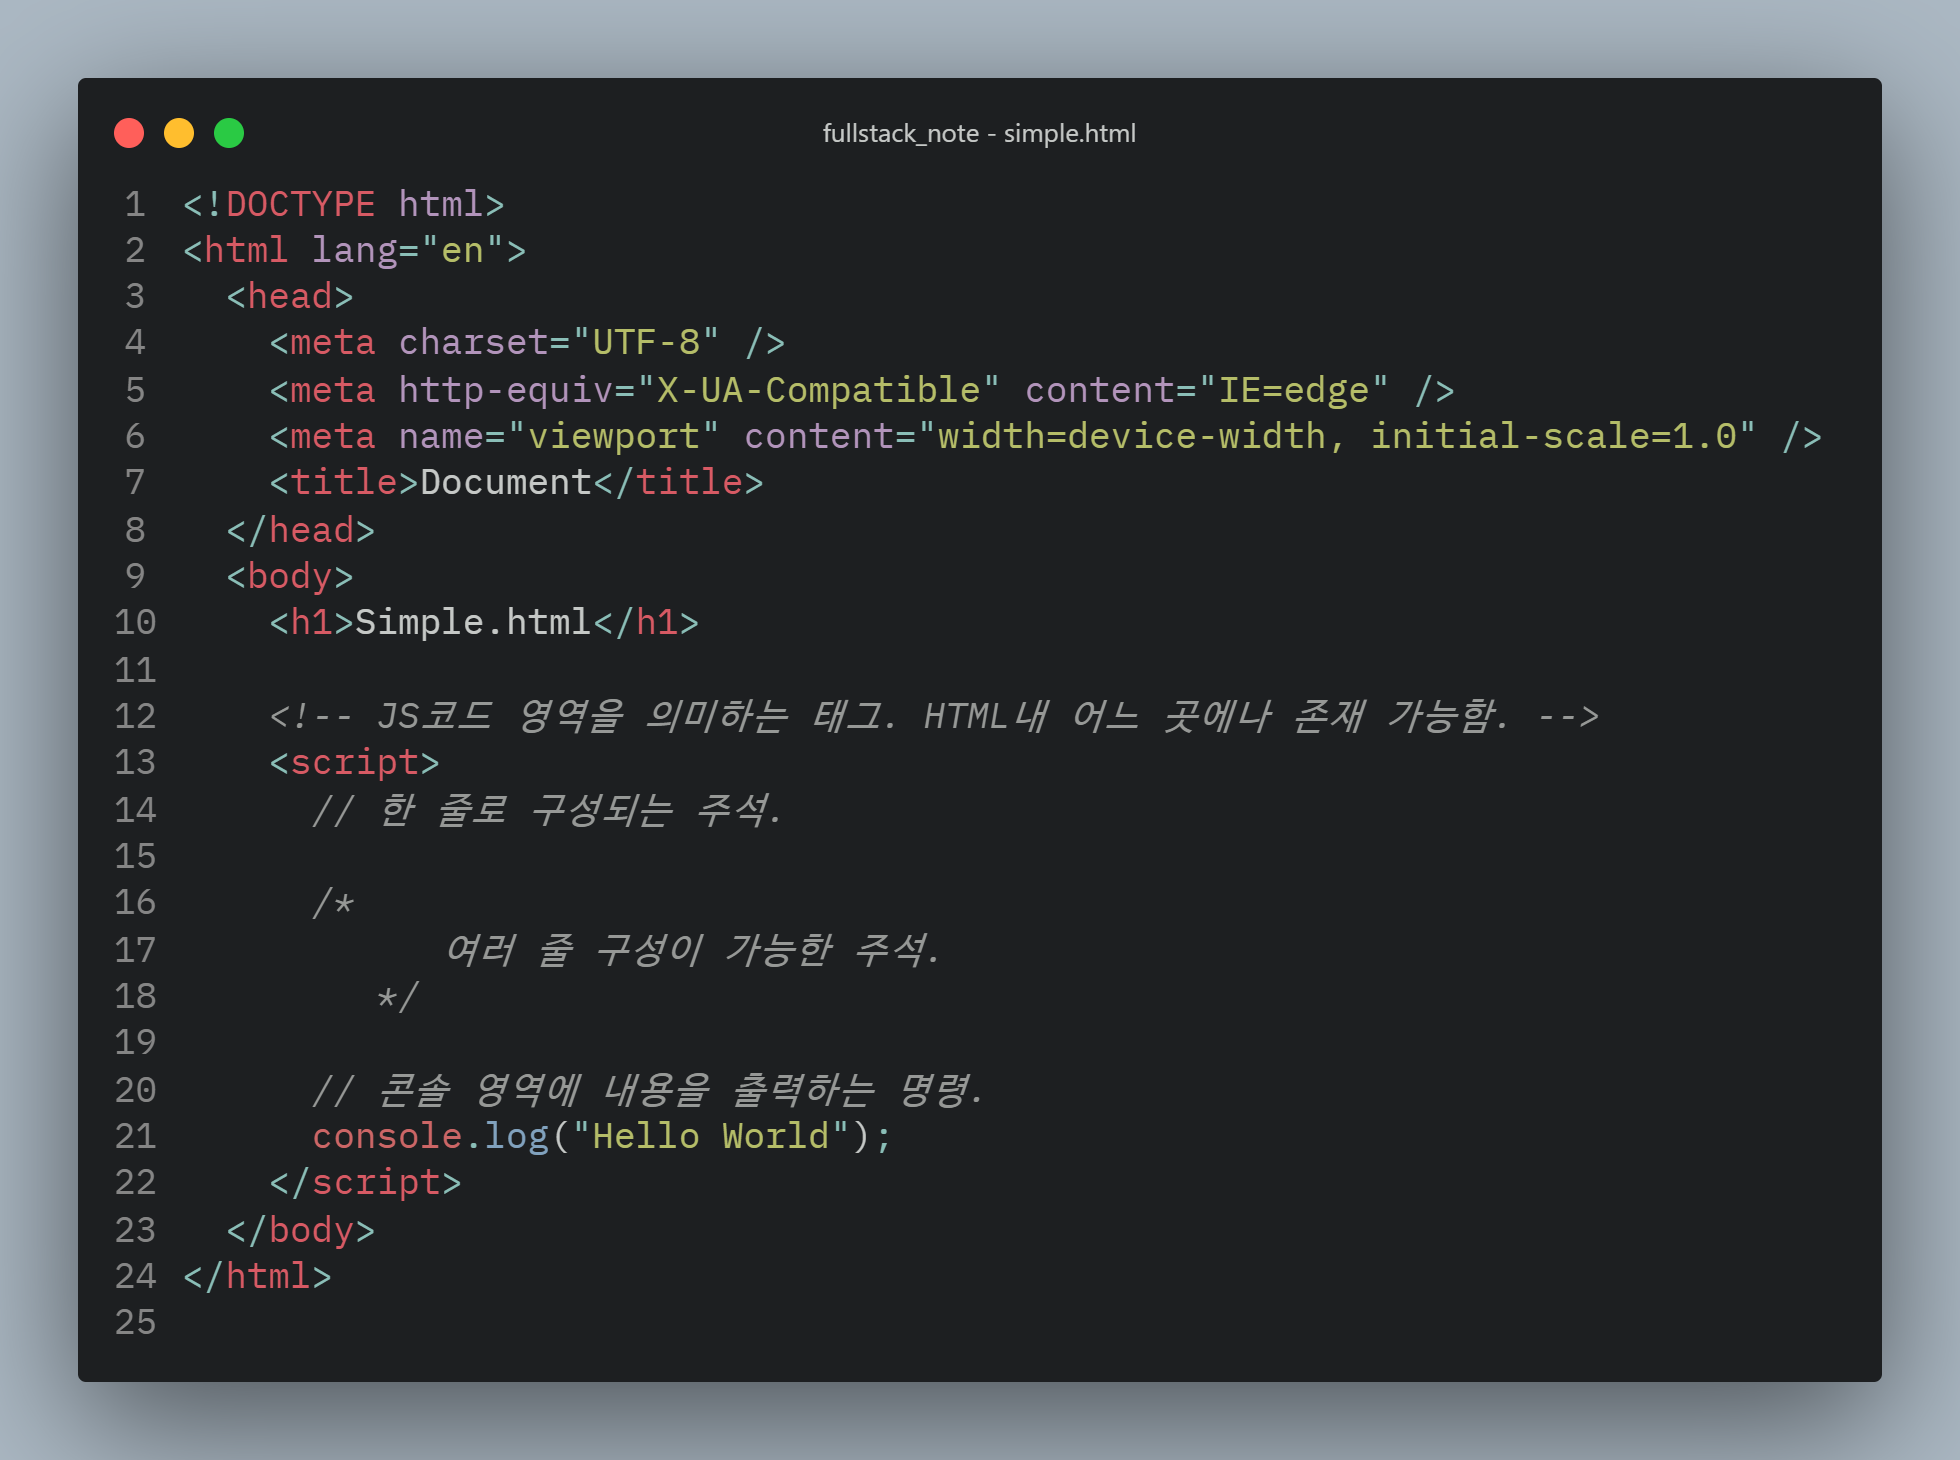 fullstack_note - simple.html
1 <!DOCTYPE html>
2 <html lang="en">
3   <head>
4     <meta charset="UTF-8" />
5     <meta http-equiv="X-UA-Compatible" content="IE=edge" />
6     <meta name="viewport" content="width=device-width, initial-scale=1.0" />
7     <title>Document</title>
8   </head>
9   <body>
10     <h1>Simple.html</h1>
11
12     <!-- JS코드 영역을 의미하는 태그. HTML내 어느 곳에나 존재 가능함. -->
13     <script>
14       // 한 줄로 구성되는 주석.
15
16       /*
17             여러 줄 구성이 가능한 주석.
18          */
19
20       // 콘솔 영역에 내용을 출력하는 명령.
21       console.log("Hello World");
22     </script>
23   </body>
24 </html>
25